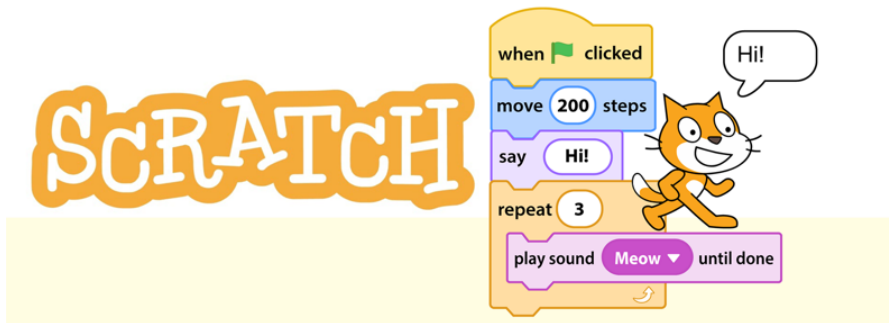 SCRATCH
when clicked
move 200 steps
say Hi!
repeat 3
play sound Meow until done
Hi!